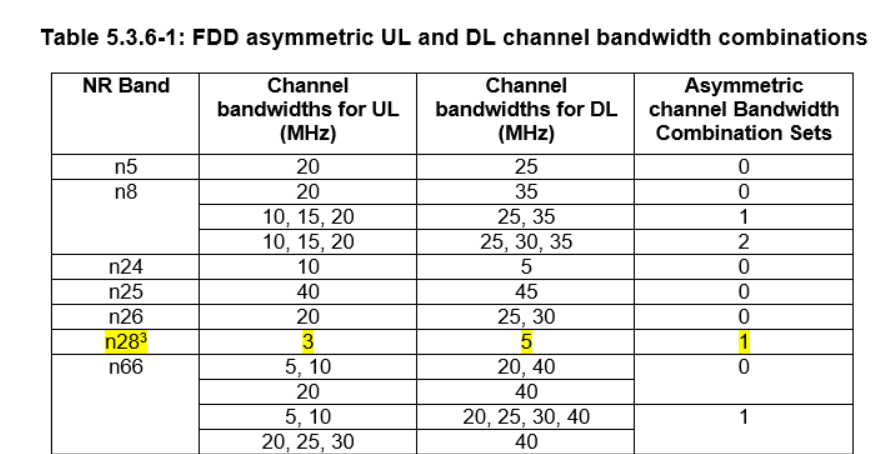 Table 5.3.6-1: FDD asymmetric UL and DL channel bandwidth combinations
NR Band | Channel bandwidths for UL (MHz) | Channel bandwidths for DL (MHz) | Asymmetric channel Bandwidth Combination Sets
n5 | 20 | 25 | 0
n8 | 20 | 35 | 0
10, 15, 20 | 25, 35 | 1
10, 15, 20 | 25, 30, 35 | 2
n24 | 10 | 5 | 0
n25 | 40 | 45 | 0
n26 | 20 | 25, 30 | 0
n28³ | 3 | 5 | 1
n66 | 5, 10 | 20, 40 | 0
20 | 40
5, 10 | 20, 25, 30, 40 | 1
20, 25, 30 | 40